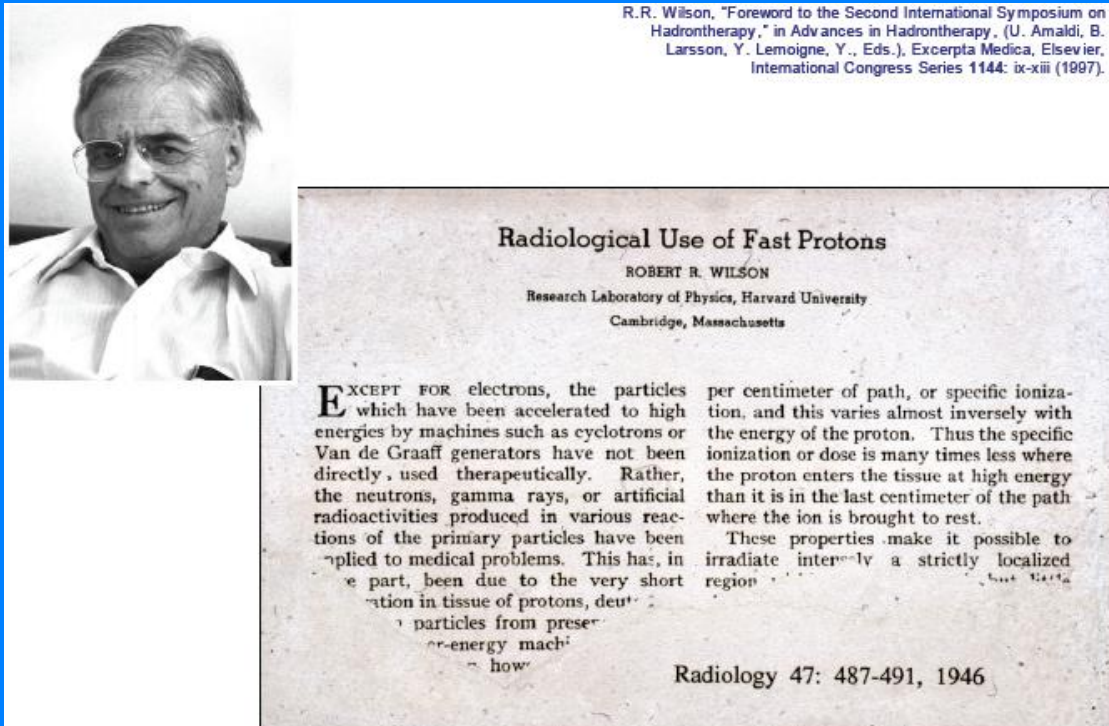 R.R. Wilson, "Foreword to the Second International Symposium on
Hadrontherapy," in Advances in Hadrontherapy, (U. Amaldi, B.
Larsson, Y. Lemoigne, Y., Eds.), Excerpta Medica, Elsevier,
International Congress Series 1144: ix-xiii (1997).
Radiological Use of Fast Protons
ROBERT R. WILSON
Research Laboratory of Physics, Harvard University
Cambridge, Massachusetts
EXCEPT FOR electrons, the particles
which have been accelerated to high
energies by machines such as cyclotrons or
Van de Graaff generators have not been
directly used therapeutically. Rather,
the neutrons, gamma rays, or artificial
radioactivities produced in various reac-
tions of the primary particles have been
applied to medical problems. This has, in
part, been due to the very short
in tissue of protons,
particles from
per centimeter of path, or specific ioniza-
tion, and this varies almost inversely with
the energy of the proton. Thus the specific
ionization or dose is many times less where
the proton enters the tissue at high energy
than it is in the last centimeter of the path
where the ion is brought to rest.
These properties make it possible to
irradiate a strictly localized
region
Radiology 47: 487-491, 1946